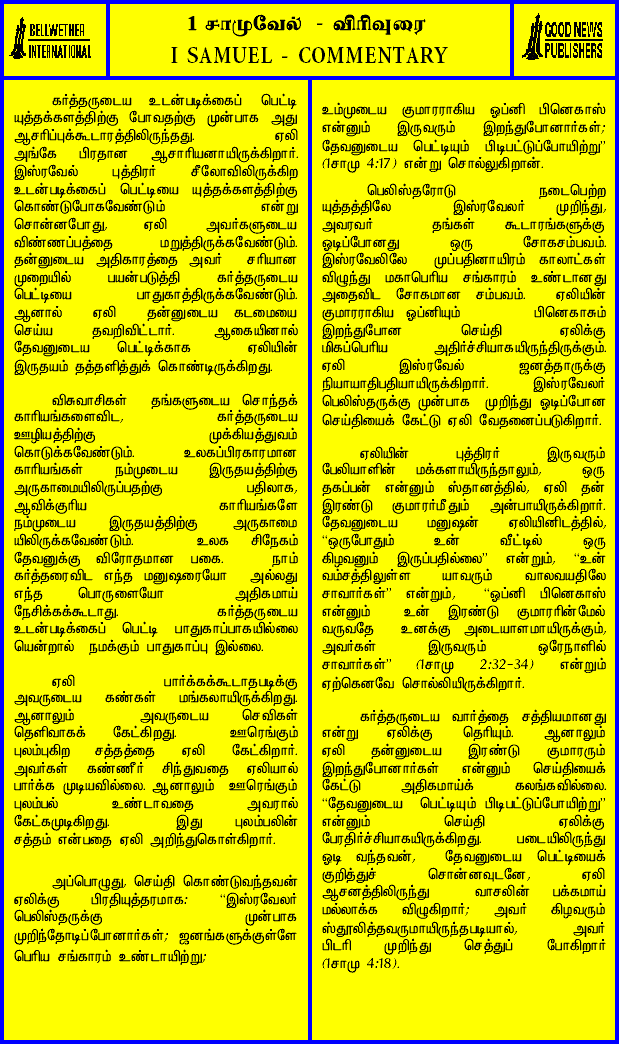 BELLWETHER
INTERNATIONAL
1 சாமுவேல் - விரிவுரை
I SAMUEL - COMMENTARY
GOOD NEWS
PUBLISHERS
கர்த்தருடைய உடன்படிக்கைப் பெட்டி
யுத்தக்களத்திற்கு போவதற்கு முன்பாக அது
ஆசரிப்புக்கூடாரத்திலிருந்தது. ஏலி
அங்கே பிரதான ஆசாரியனாயிருக்கிறார்.
இஸ்ரவேல் புத்திரர் சீலோவிலிருக்கிற
உடன்படிக்கைப் பெட்டியை யுத்தக்களத்திற்கு
கொண்டுபோகவேண்டும் என்று
சொன்னபோது, ஏலி அவர்களுடைய
விண்ணப்பத்தை மறுத்திருக்கவேண்டும்.
தன்னுடைய அதிகாரத்தை அவர் சரியான
முறையில் பயன்படுத்தி கர்த்தருடைய
பெட்டியை பாதுகாத்திருக்கவேண்டும்.
ஆனால் ஏலி தன்னுடைய கடமையை
செய்ய தவறிவிட்டார். ஆகையினால்
தேவனுடைய பெட்டிக்காக ஏலியின்
இருதயம் தத்தளித்துக் கொண்டிருக்கிறது.
விசுவாசிகள் தங்களுடைய சொந்தக்
காரியங்களைவிட, கர்த்தருடைய
ஊழியத்திற்கு முக்கியத்துவம்
கொடுக்கவேண்டும். உலகப்பிரகாரமான
காரியங்கள் நம்முடைய இருதயத்திற்கு
அருகாமையிலிருப்பதற்கு பதிலாக,
ஆவிக்குரிய காரியங்களே
நம்முடைய இருதயத்திற்கு அருகாமை
யிலிருக்கவேண்டும். உலக சிநேகம்
தேவனுக்கு விரோதமான பகை. நாம்
கர்த்தரைவிட எந்த மனுஷரையோ அல்லது
எந்த பொருளையோ அதிகமாய்
நேசிக்கக்கூடாது. கர்த்தருடைய
உடன்படிக்கைப் பெட்டி பாதுகாப்பாகயில்லை
யென்றால் நமக்கும் பாதுகாப்பு இல்லை.
ஏலி பார்க்கக்கூடாதபடிக்கு
அவருடைய கண்கள் மங்கலாயிருக்கிறது.
ஆனாலும் அவருடைய செவிகள்
தெளிவாகக் கேட்கிறது. ஊரெங்கும்
புலம்புகிற சத்தத்தை ஏலி கேட்கிறார்.
அவர்கள் கண்ணீர் சிந்துவதை ஏலியால்
பார்க்க முடியவில்லை. ஆனாலும் ஊரெங்கும்
புலம்பல் உண்டாவதை அவரால்
கேட்கமுடிகிறது. இது புலம்பலின்
சத்தம் என்பதை ஏலி அறிந்துகொள்கிறார்.
அப்பொழுது, செய்தி கொண்டுவந்தவன்
ஏலிக்கு பிரதியுத்தரமாக: "இஸ்ரவேலர்
பெலிஸ்தருக்கு முன்பாக
முறிந்தோடிப்போனார்கள்; ஜனங்களுக்குள்ளே
பெரிய சங்காரம் உண்டாயிற்று;
உம்முடைய குமாரராகிய ஓப்னி பினெகாஸ்
என்னும் இருவரும் இறந்துபோனார்கள்;
தேவனுடைய பெட்டியும் பிடிபட்டுப்போயிற்று"
(1சாமு 4:17) என்று சொல்லுகிறான்.
பெலிஸ்தரோடு நடைபெற்ற
யுத்தத்திலே இஸ்ரவேலர் முறிந்து,
அவரவர் தங்கள் கூடாரங்களுக்கு
ஓடிப்போனது ஒரு சோகசம்பவம்.
இஸ்ரவேலிலே முப்பதினாயிரம் காலாட்கள்
விழுந்து மகாபெரிய சங்காரம் உண்டானது
அதைவிட சோகமான சம்பவம். ஏலியின்
குமாரராகிய ஓப்னியும் பினெகாசும்
இறந்துபோன செய்தி ஏலிக்கு
மிகப்பெரிய அதிர்ச்சியாகயிருந்திருக்கும்.
ஏலி இஸ்ரவேல் ஜனத்தாருக்கு
நியாயாதிபதியாயிருக்கிறார். இஸ்ரவேலர்
பெலிஸ்தருக்கு முன்பாக முறிந்து ஓடிப்போன
செய்தியைக் கேட்டு ஏலி வேதனைப்படுகிறார்.
ஏலியின் புத்திரர் இருவரும்
பேலியாளின் மக்களாயிருந்தாலும், ஒரு
தகப்பன் என்னும் ஸ்தானத்தில், ஏலி தன்
இரண்டு குமாரர்மீதும் அன்பாயிருக்கிறார்.
தேவனுடைய மனுஷன் ஏலியினிடத்தில்,
"ஒருபோதும் உன் வீட்டில் ஒரு
கிழவனும் இருப்பதில்லை" என்றும், "உன்
வம்சத்திலுள்ள யாவரும் வாலவயதிலே
சாவார்கள்" என்றும், "ஓப்னி பினெகாஸ்
என்னும் உன் இரண்டு குமாரரின்மேல்
வருவதே உனக்கு அடையாளமாயிருக்கும்,
அவர்கள் இருவரும் ஒரேநாளில்
சாவார்கள்" (1சாமு 2:32-34) என்றும்
ஏற்கெனவே சொல்லியிருக்கிறார்.
கர்த்தருடைய வார்த்தை சத்தியமானது
என்று ஏலிக்கு தெரியும். ஆனாலும்
ஏலி தன்னுடைய இரண்டு குமாரரும்
இறந்துபோனார்கள் என்னும் செய்தியைக்
கேட்டு அதிகமாய்க் கலங்கவில்லை.
"தேவனுடைய பெட்டியும் பிடிபட்டுப்போயிற்று"
என்னும் செய்தி ஏலிக்கு
பேரதிர்ச்சியாகயிருக்கிறது. படையிலிருந்து
ஓடி வந்தவன், தேவனுடைய பெட்டியைக்
குறித்துச் சொன்னவுடனே, ஏலி
ஆசனத்திலிருந்து வாசலின் பக்கமாய்
மல்லாக்க விழுகிறார்; அவர் கிழவரும்
ஸ்தூலித்தவருமாயிருந்தபடியால், அவர்
பிடரி முறிந்து செத்துப் போகிறார்
(1சாமு 4:18).